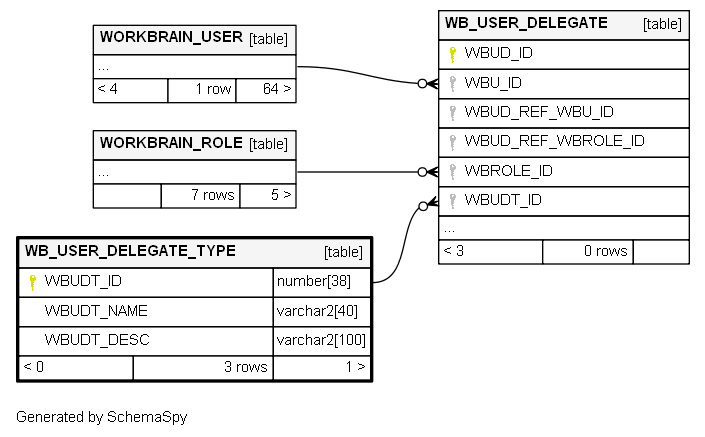 WORKBRAIN_USER [table]
...
< 4 1 row 64 >
WORKBRAIN_ROLE [table]
...
7 rows 5 >
WB_USER_DELEGATE_TYPE [table]
WBUDT_ID number[38]
WBUDT_NAME varchar2[40]
WBUDT_DESC varchar2[100]
< 0 3 rows 1 >
WB_USER_DELEGATE [table]
WBUD_ID
WBU_ID
WBUD_REF_WBU_ID
WBUD_REF_WBROLE_ID
WBROLE_ID
WBUDT_ID
...
< 3 0 rows
Generated by SchemaSpy